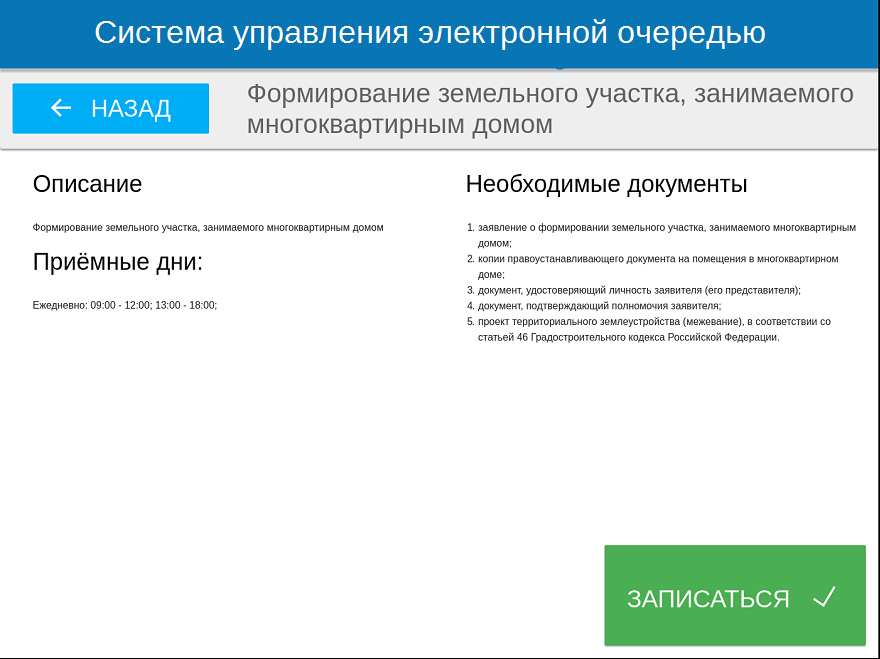 Система управления электронной очередью
НАЗАД
Формирование земельного участка, занимаемого
многоквартирным домом
Описание
Формирование земельного участка, занимаемого многоквартирным домом
Приёмные дни:
Ежедневно: 09:00 - 12:00; 13:00 - 18:00;
Необходимые документы
1. заявление о формировании земельного участка, занимаемого многоквартирным
домом;
2. копии правоустанавливающего документа на помещения в многоквартирном
доме;
3. документ, удостоверяющий личность заявителя (его представителя);
4. документ, подтверждающий полномочия заявителя;
5. проект территориального землеустройства (межевание), в соответствии со
статьей 46 Градостроительного кодекса Российской Федерации.
ЗАПИСАТЬСЯ